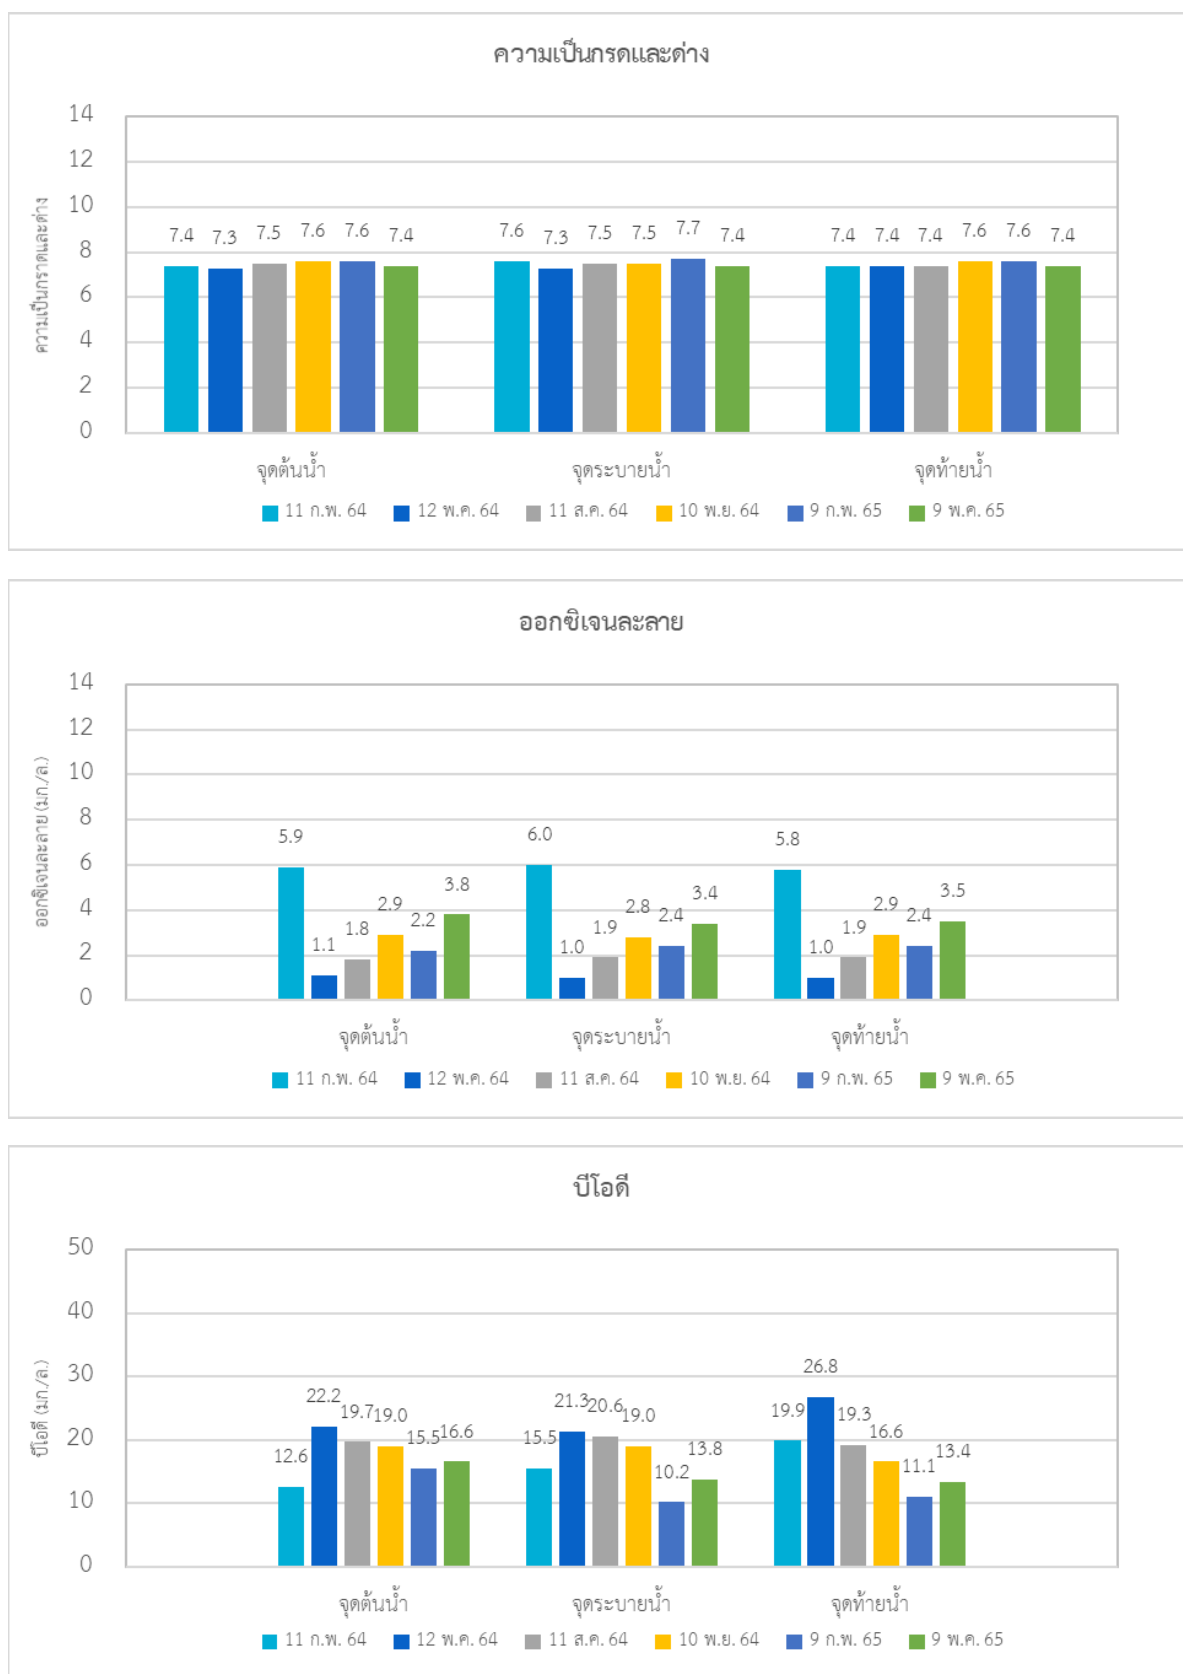 ความเป็นกรดและด่าง
ความเป็นกราดและด่าง
14
12
10
8
6
4
2
0
7.4 7.3 7.5 7.6 7.6 7.4 7.6 7.3 7.5 7.5 7.7 7.4 7.4 7.4 7.4 7.6 7.6 7.4
จุดต้นน้ำ จุดระบายน้ำ จุดท้ายน้ำ
11 ก.พ. 64 12 พ.ค. 64 11 ส.ค. 64 10 พ.ย. 64 9 ก.พ. 65 9 พ.ค. 65
ออกซิเจนละลาย
ออกซิเจนละลาย (มก./ล.)
14
12
10
8
6
4
2
0
5.9 1.1 1.8 2.9 2.2 3.8 6.0 1.0 1.9 2.8 2.4 3.4 5.8 1.0 1.9 2.9 2.4 3.5
จุดต้นน้ำ จุดระบายน้ำ จุดท้ายน้ำ
11 ก.พ. 64 12 พ.ค. 64 11 ส.ค. 64 10 พ.ย. 64 9 ก.พ. 65 9 พ.ค. 65
บีโอดี
บีโอดี (มก./ล.)
50
40
30
20
10
0
12.6 22.2 19.7 19.0 15.5 16.6 15.5 21.3 20.6 19.0 10.2 13.8 19.9 26.8 19.3 16.6 11.1 13.4
จุดต้นน้ำ จุดระบายน้ำ จุดท้ายน้ำ
11 ก.พ. 64 12 พ.ค. 64 11 ส.ค. 64 10 พ.ย. 64 9 ก.พ. 65 9 พ.ค. 65